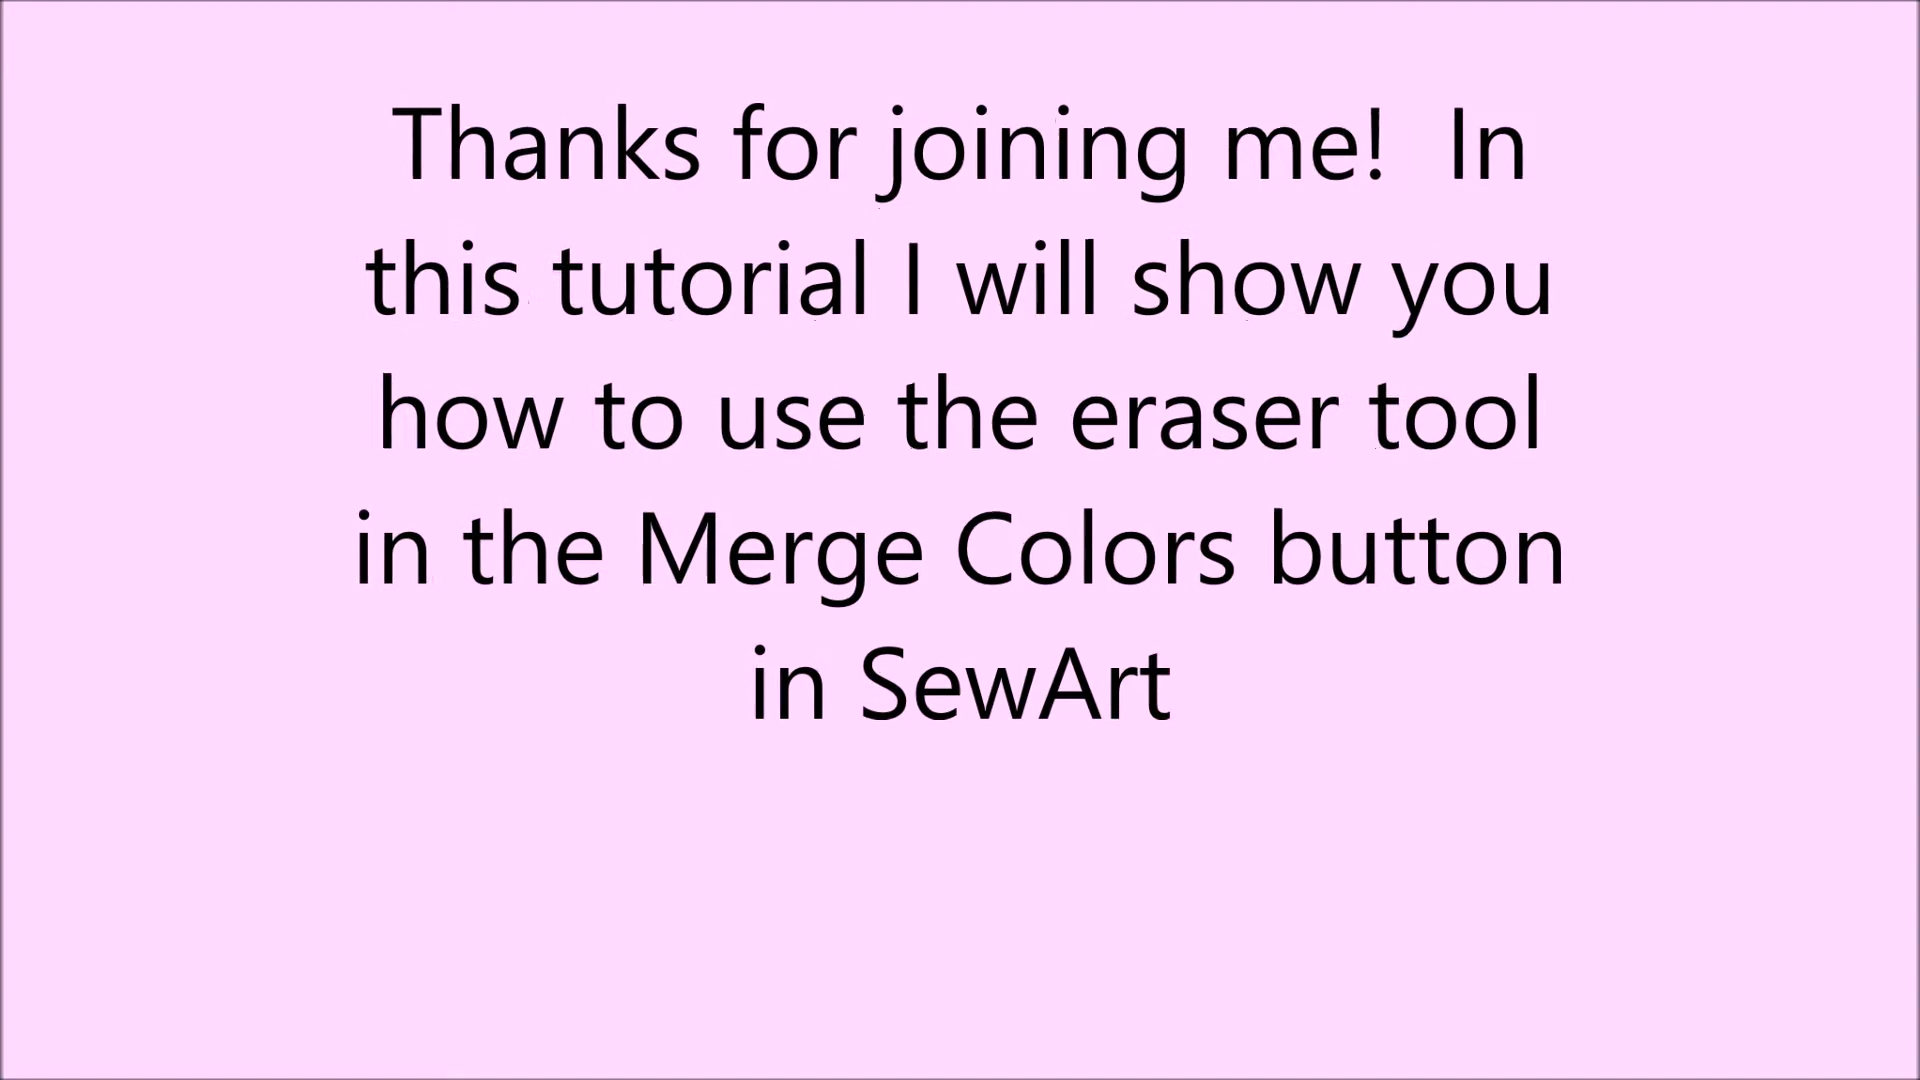 Thanks for joining me!  In
this tutorial I will show you
how to use the eraser tool
in the Merge Colors button
in SewArt